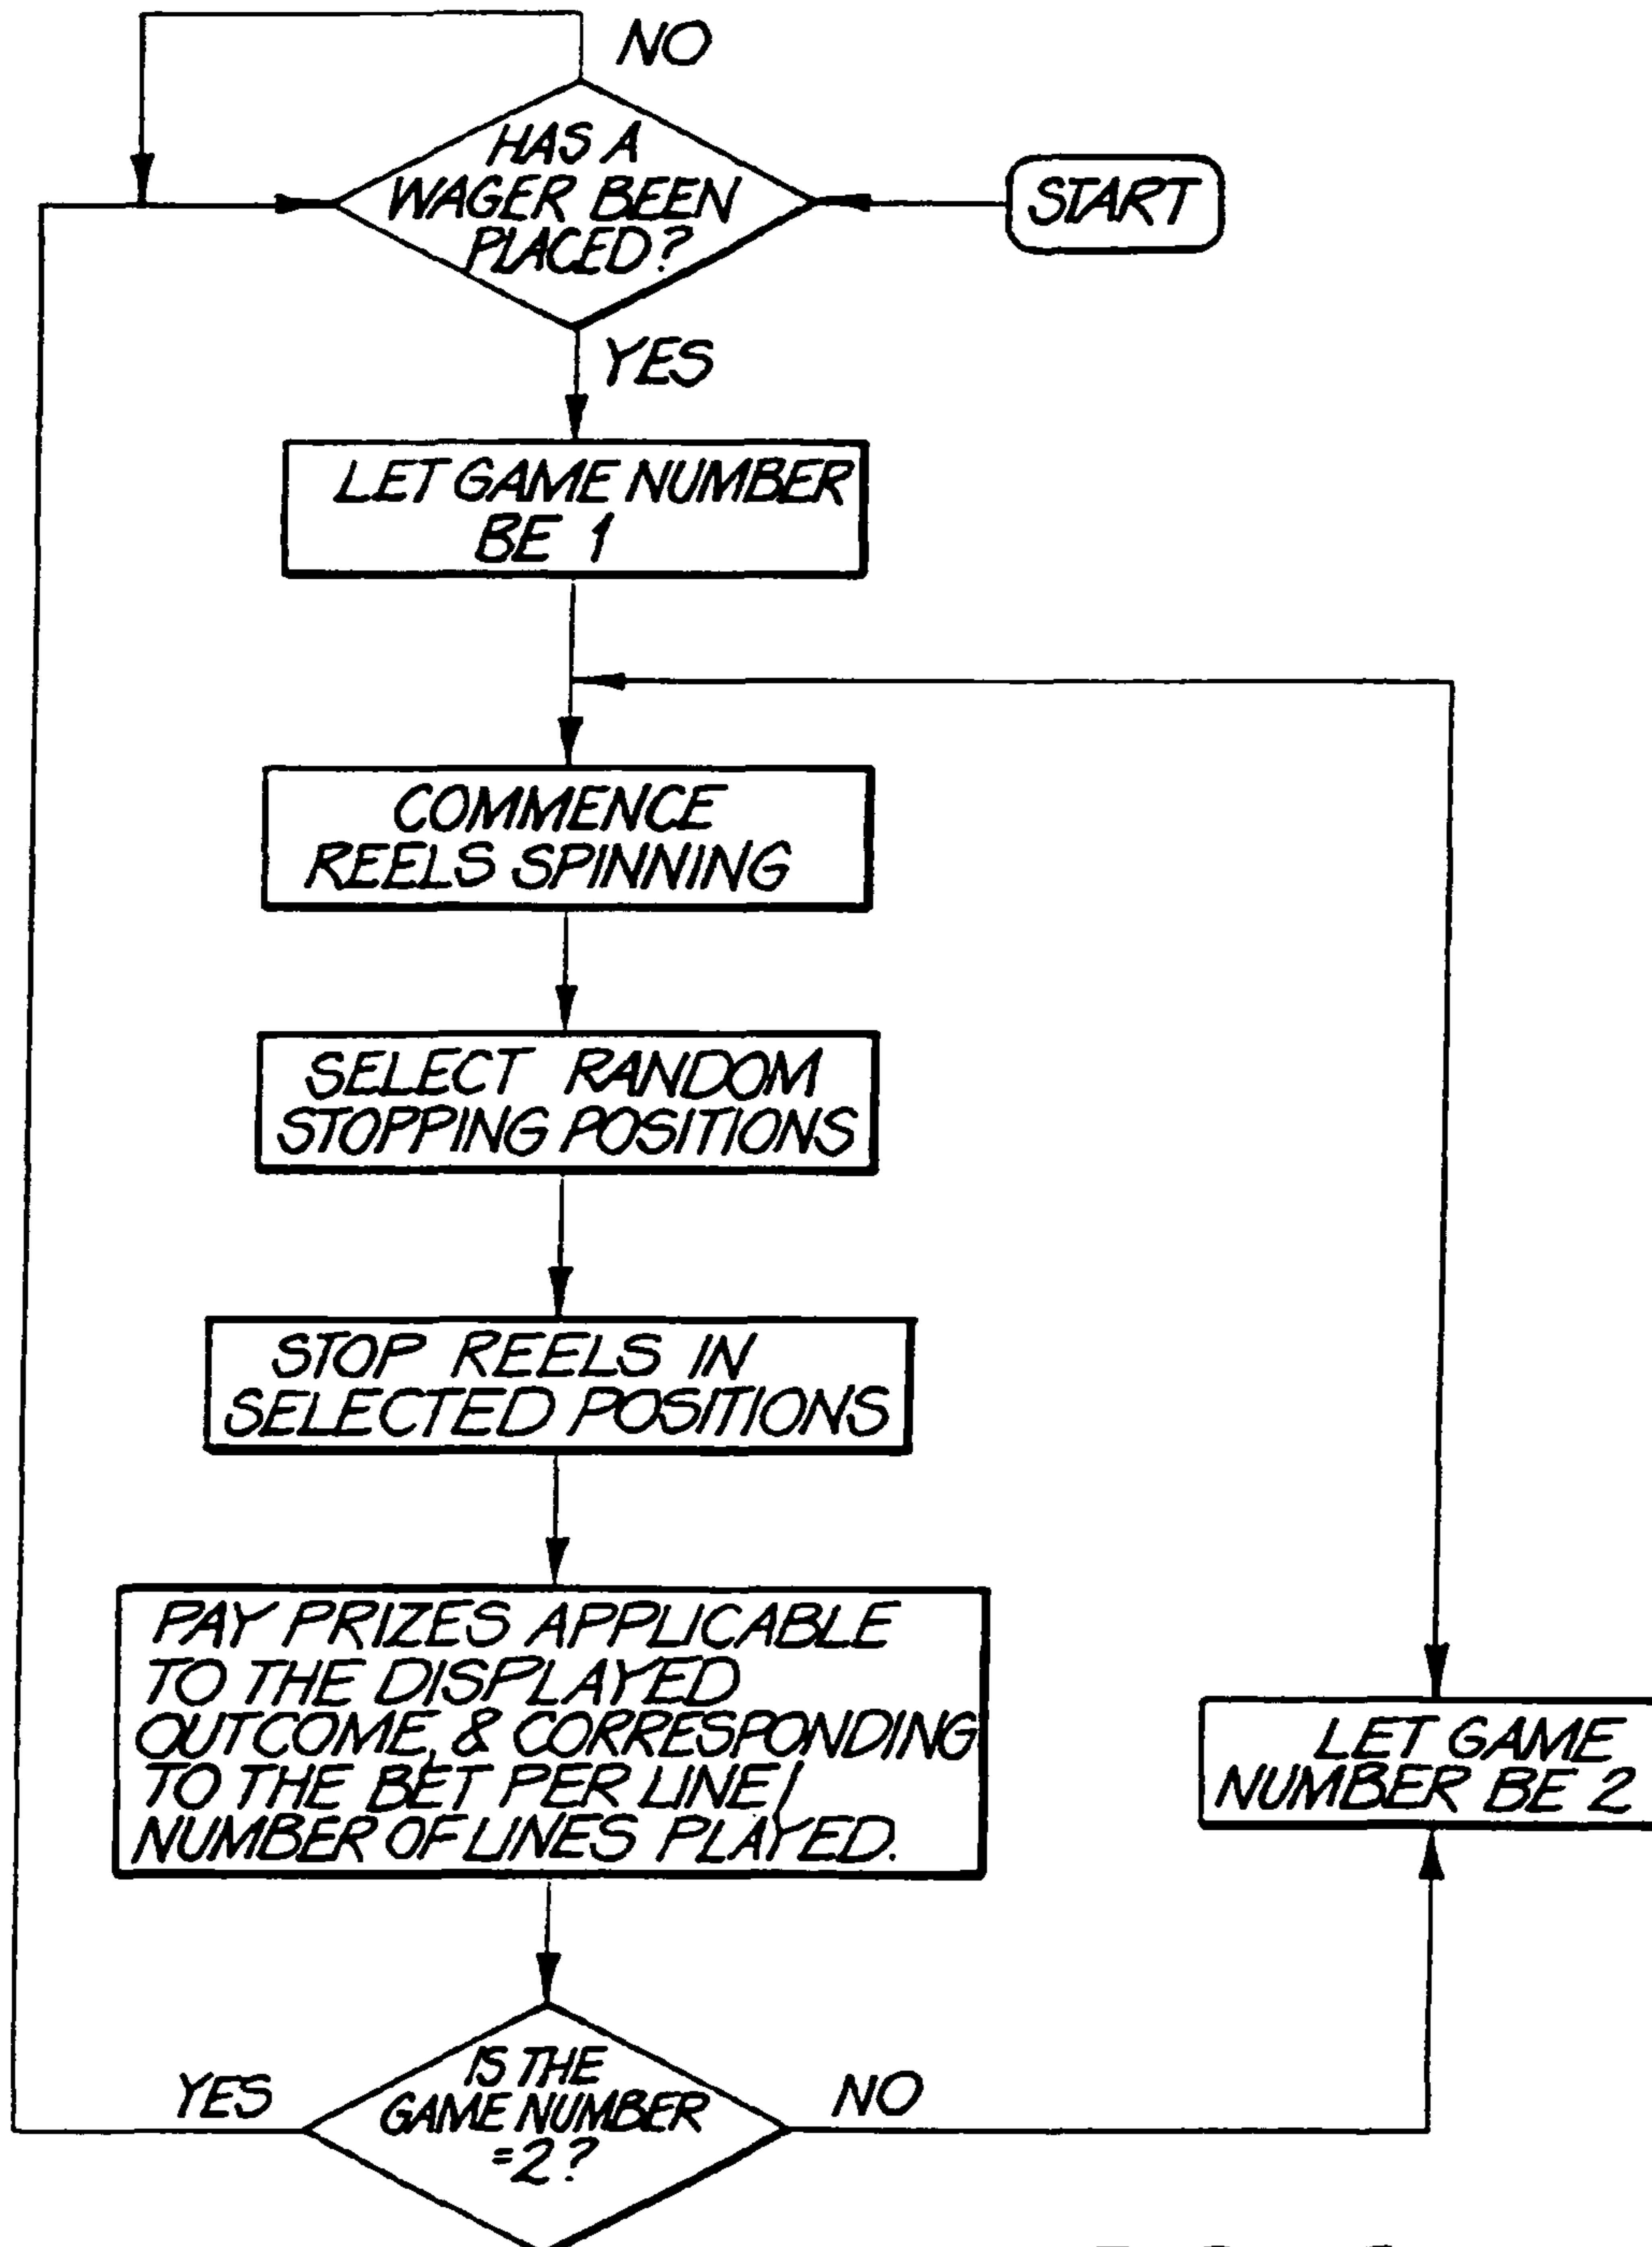 NO
HAS A
WAGER BEEN
PLACED?
START
YES
LET GAME NUMBER
BE 1
COMMENCE
REELS SPINNING
SELECT RANDOM
STOPPING POSITIONS
STOP REELS IN
SELECTED POSITIONS
PAY PRIZES APPLICABLE
TO THE DISPLAYED
OUTCOME, & CORRESPONDING
TO THE BET PER LINE/
NUMBER OF LINES PLAYED.
LET GAME
NUMBER BE 2
YES
IS THE
GAME NUMBER
=2?
NO